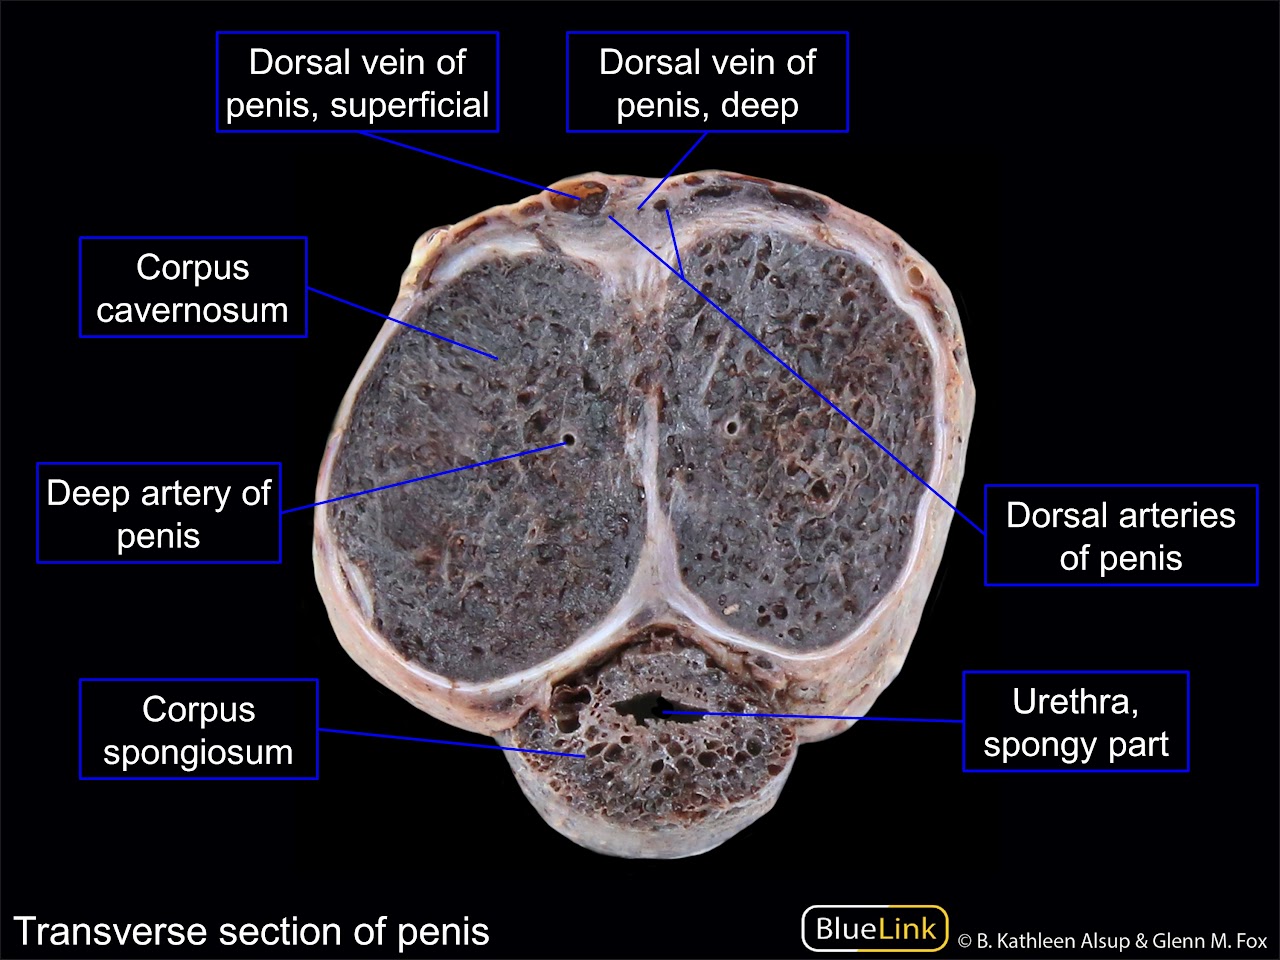 Dorsal vein of
penis, superficial
Dorsal vein of
penis, deep
Corpus
cavernosum
Deep artery of
penis
Dorsal arteries
of penis
Corpus
spongiosum
Urethra,
spongy part
Transverse section of penis
BlueLink
© B. Kathleen Alsup & Glenn M. Fox